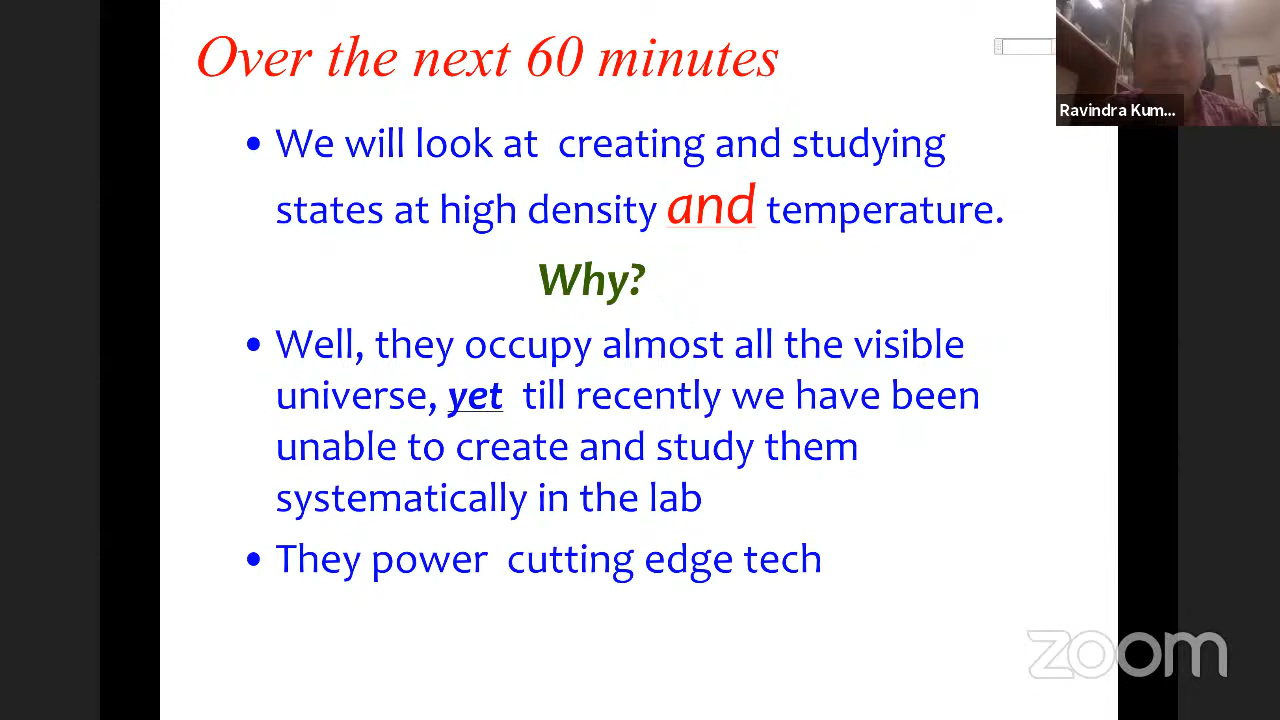 Over the next 60 minutes
Ravindra Kum...
• We will look at creating and studying
states at high density and temperature.
Why?
• Well, they occupy almost all the visible
universe, yet till recently we have been
unable to create and study them
systematically in the lab
• They power cutting edge tech
zoom